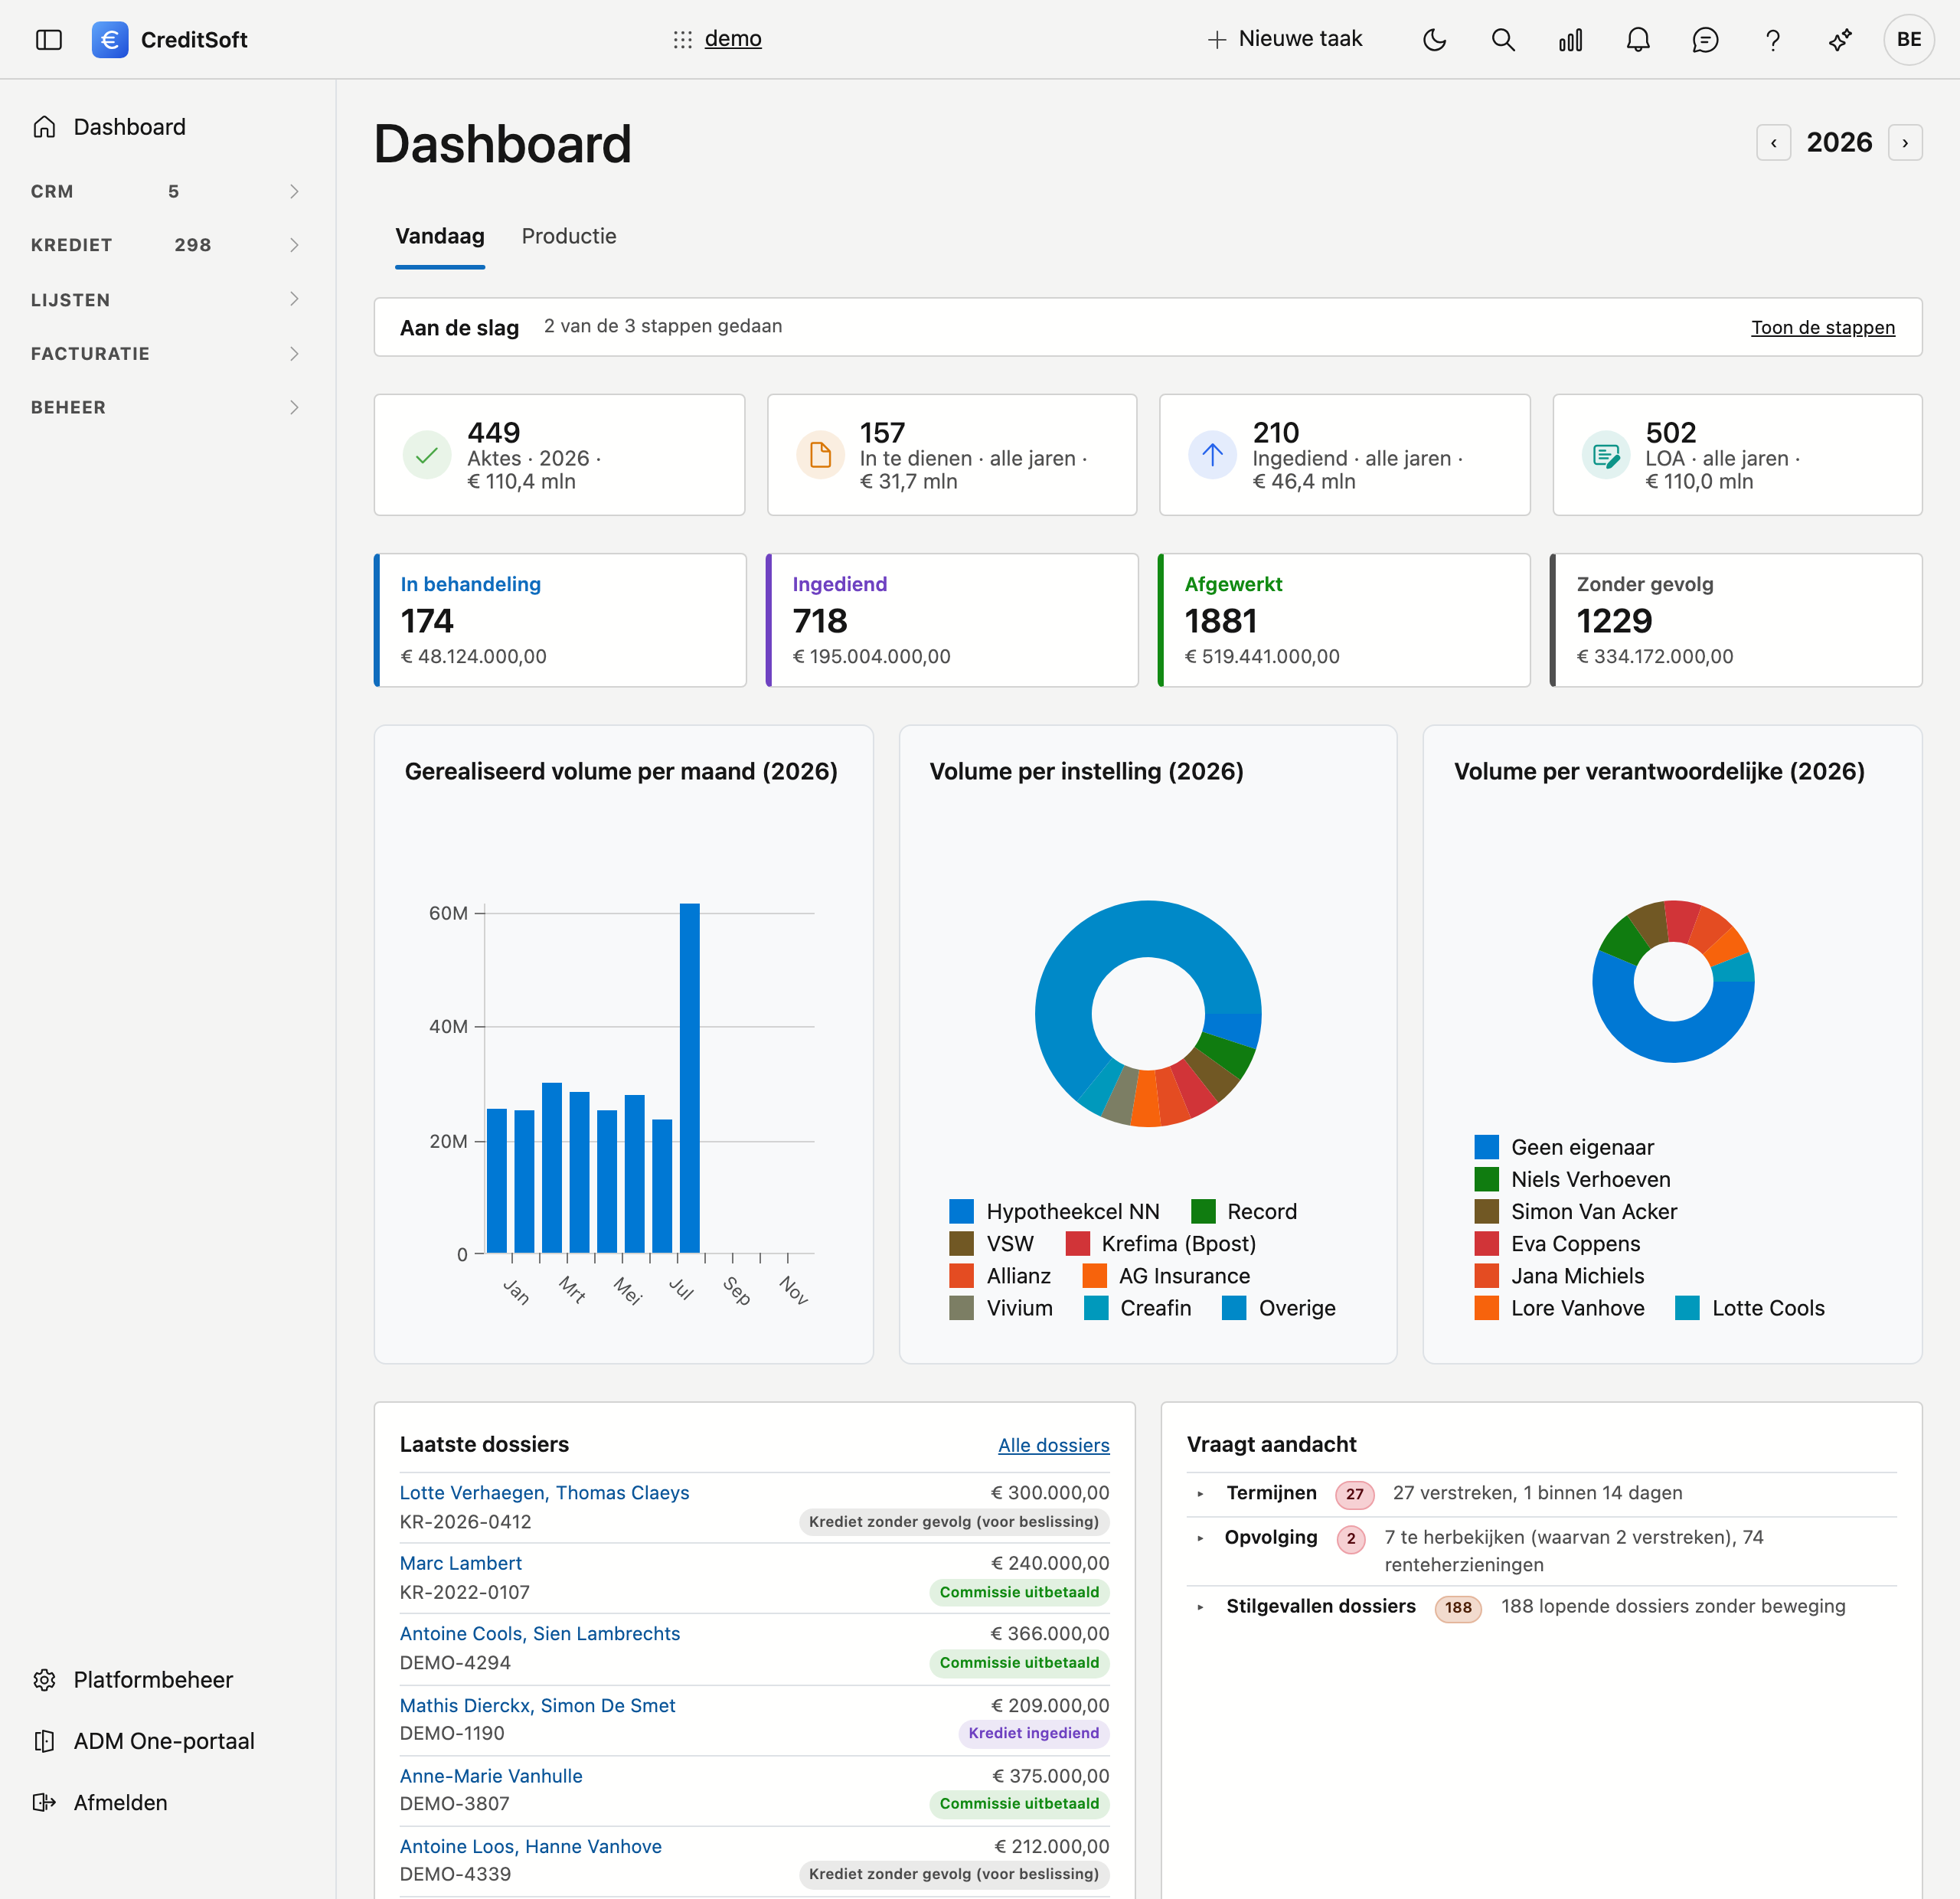 CreditSoft
demo
Nieuwe taak
BE
Dashboard
CRM 5
KREDIET 298
LIJSTEN
FACTURATIE
BEHEER
Platformbeheer
ADM One-portaal
Afmelden
Dashboard
‹ 2026 ›
Vandaag Productie
Aan de slag 2 van de 3 stappen gedaan Toon de stappen
449
Aktes · 2026 ·
€ 110,4 mln
157
In te dienen · alle jaren ·
€ 31,7 mln
210
Ingediend · alle jaren ·
€ 46,4 mln
502
LOA · alle jaren ·
€ 110,0 mln
In behandeling
174
€ 48.124.000,00
Ingediend
718
€ 195.004.000,00
Afgewerkt
1881
€ 519.441.000,00
Zonder gevolg
1229
€ 334.172.000,00
Gerealiseerd volume per maand (2026)
60M
40M
20M
0
Jan Mrt Mei Jul Sep Nov
Volume per instelling (2026)
Hypotheekcel NN Record
VSW Krefima (Bpost)
Allianz AG Insurance
Vivium Creafin Overige
Volume per verantwoordelijke (2026)
Geen eigenaar
Niels Verhoeven
Simon Van Acker
Eva Coppens
Jana Michiels
Lore Vanhove Lotte Cools
Laatste dossiers Alle dossiers
Lotte Verhaegen, Thomas Claeys € 300.000,00
KR-2026-0412 Krediet zonder gevolg (voor beslissing)
Marc Lambert € 240.000,00
KR-2022-0107 Commissie uitbetaald
Antoine Cools, Sien Lambrechts € 366.000,00
DEMO-4294 Commissie uitbetaald
Mathis Dierckx, Simon De Smet € 209.000,00
DEMO-1190 Krediet ingediend
Anne-Marie Vanhulle € 375.000,00
DEMO-3807 Commissie uitbetaald
Antoine Loos, Hanne Vanhove € 212.000,00
DEMO-4339 Krediet zonder gevolg (voor beslissing)
Vraagt aandacht
Termijnen 27 27 verstreken, 1 binnen 14 dagen
Opvolging 2 7 te herbekijken (waarvan 2 verstreken), 74
renteherzieningen
Stilgevallen dossiers 188 188 lopende dossiers zonder beweging